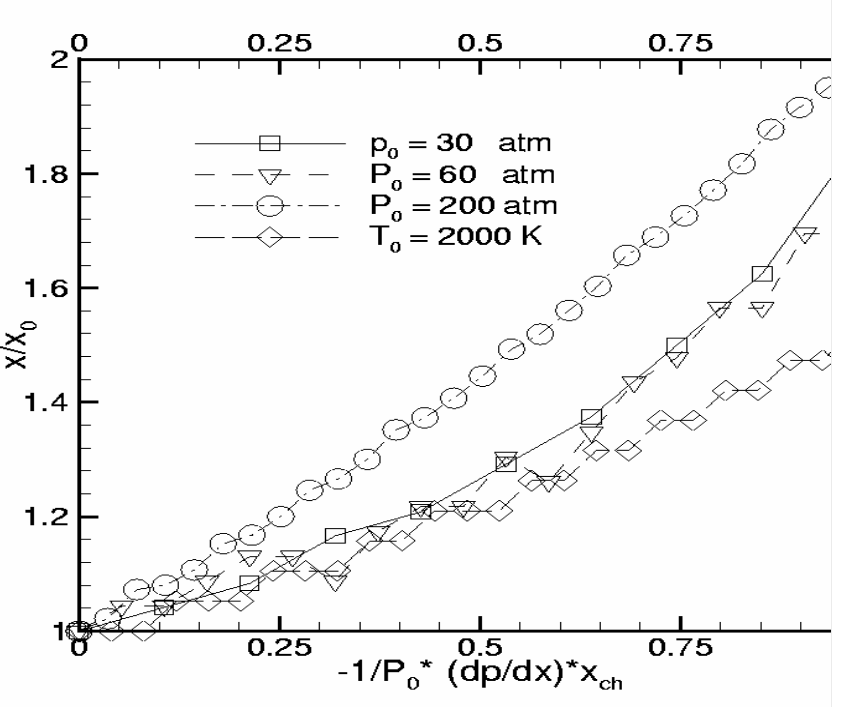 0 0.25 0.5 0.75
2
p₀ = 30 atm
1.8
P₀ = 60 atm
P₀ = 200 atm
T₀ = 2000 K
1.6
x/x₀
1.4
1.2
1
0 0.25 0.5 0.75
-1/P₀* (dp/dx)*x_ch